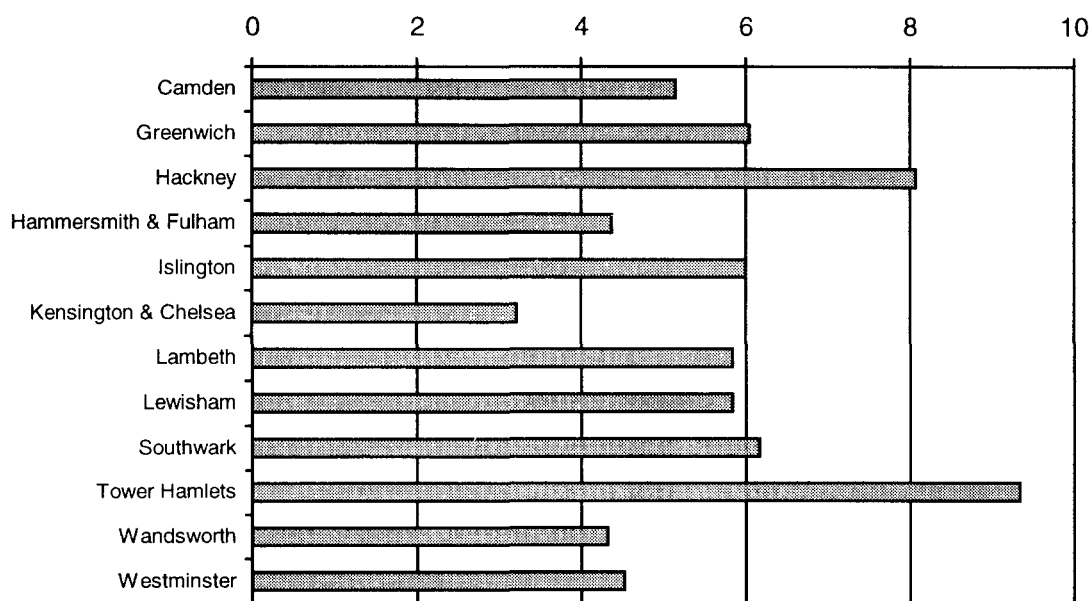 0 2 4 6 8 10
Camden
Greenwich
Hackney
Hammersmith & Fulham
Islington
Kensington & Chelsea
Lambeth
Lewisham
Southwark
Tower Hamlets
Wandsworth
Westminster